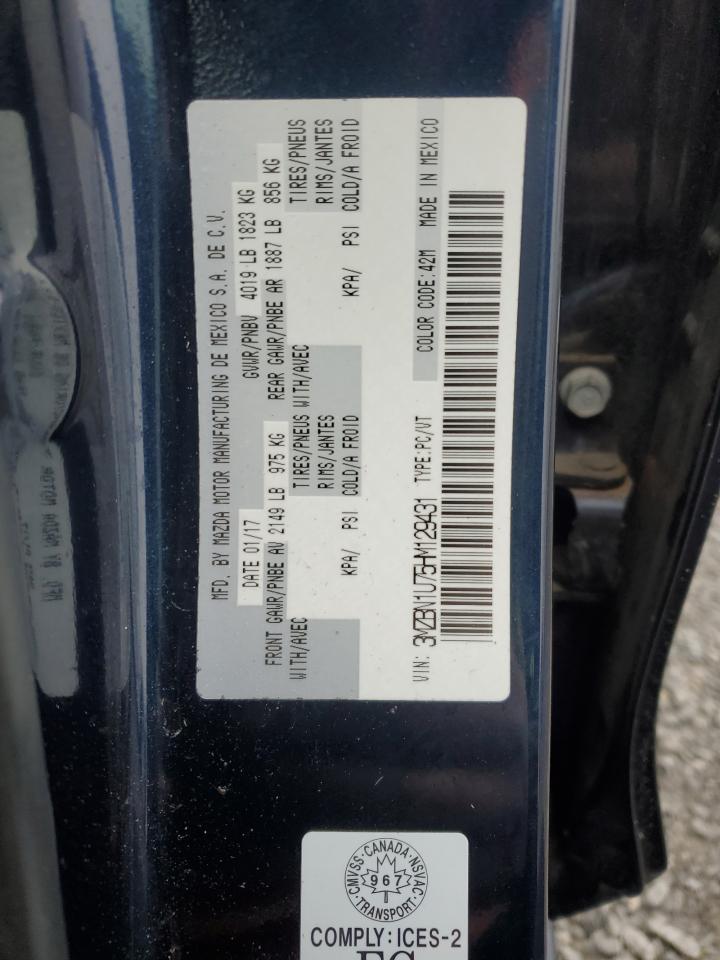 MFD. BY MAZDA MOTOR MANUFACTURING DE MEXICO S.A. DE C.V.
DATE 01/17 GVWR/PNBV 4019 LB 1823 KG
FRONT GAWR/PNBE AV 2149 LB 975 KG REAR GAWR/PNBE AR 1887 LB 856 KG
WITH/AVEC TIRES/PNEUS WITH/AVEC TIRES/PNEUS
RIMS/JANTES RIMS/JANTES
KPA/ PSI COLD/A FROID KPA/ PSI COLD/A FROID
VIN: 3MZBN1U75HM129431 TYPE:PC/VT COLOR CODE:42M MADE IN MEXICO
CMVSS·CANADA·NSVAC
967
TRANSPORT
COMPLY:ICES-2